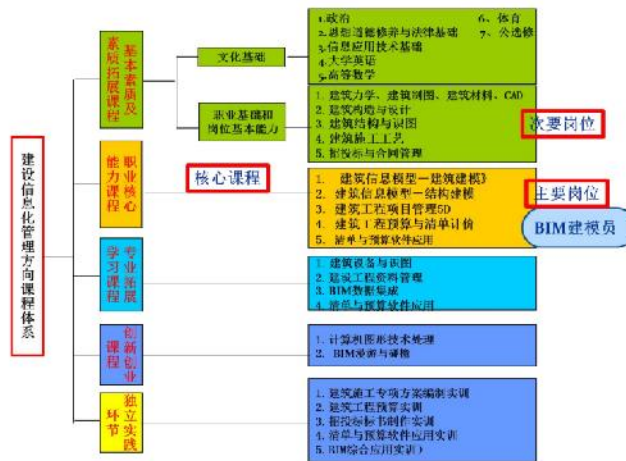 建设信息化管理方向课程体系
基本素质及
素质拓展课程
文化基础
1.政治
2.思想道德修养与法律基础
3.信息应用技术基础
4.大学英语
5.高等数学
6、体育
7、公选修
职业基础和
岗位基本能力
1. 建筑力学、建筑制图、建筑材料、CAD
2. 建筑构造与设计
3. 建筑结构与识图
4. 建筑施工工艺
5. 招投标与合同管理
次要岗位
职业核心
能力课程
核心课程
1. 建筑信息模型－建筑建模》
2. 建筑信息模型－结构建模
3. 建筑工程项目管理5D
4. 建筑工程预算与清单计价
5. 清单与预算软件应用
主要岗位
BIM建模员
专业拓展
学习课程
1. 建筑设备与识图
2. 建设工程资料管理
3. BIM数据集成
4. 清单与预算软件应用
创新创业
课程
1. 计算机图形技术处理
2. BIM漫游与碰撞
独立实践
环节
1. 建筑施工专项方案编制实训
2. 建筑工程预算实训
3. 招投标标书制作实训
4. 清单与预算软件应用实训
5. BIM综合应用实训）